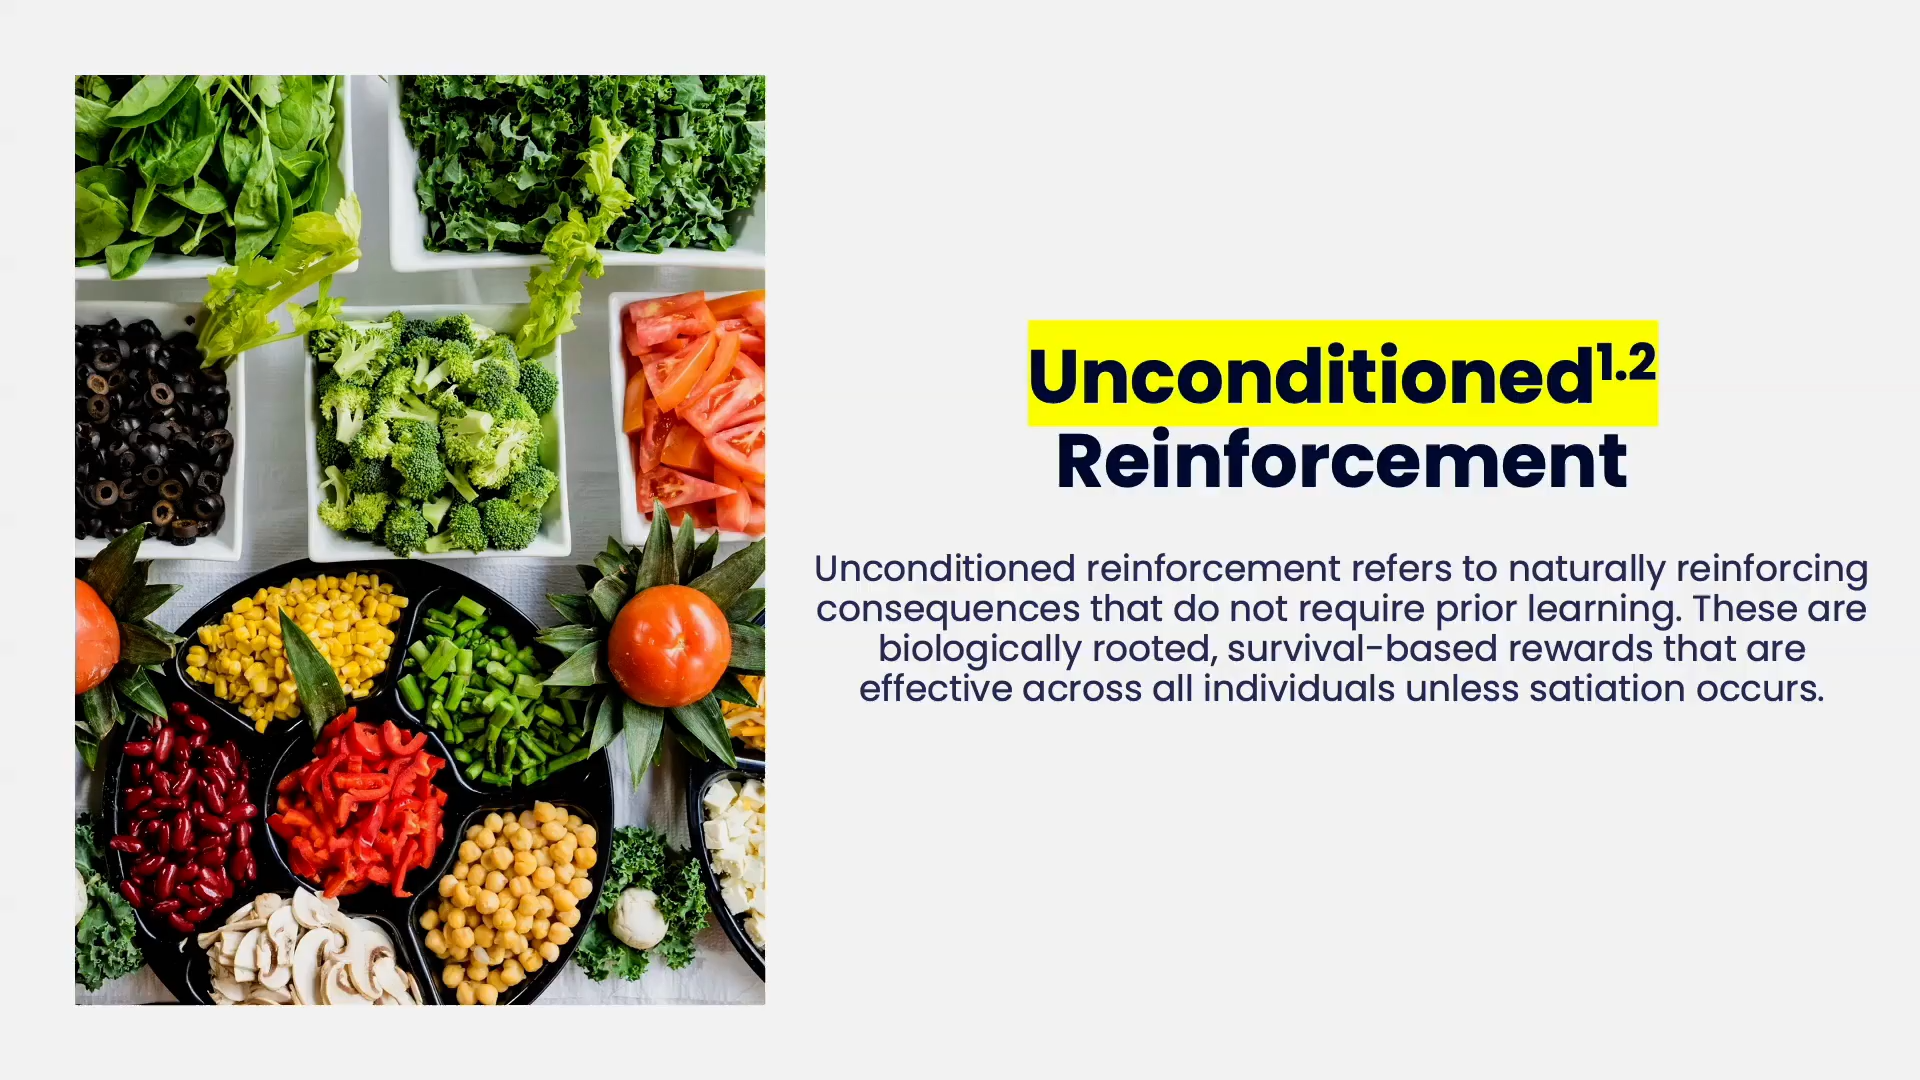 Unconditioned1.2
Reinforcement
Unconditioned reinforcement refers to naturally reinforcing
consequences that do not require prior learning. These are
biologically rooted, survival-based rewards that are
effective across all individuals unless satiation occurs.